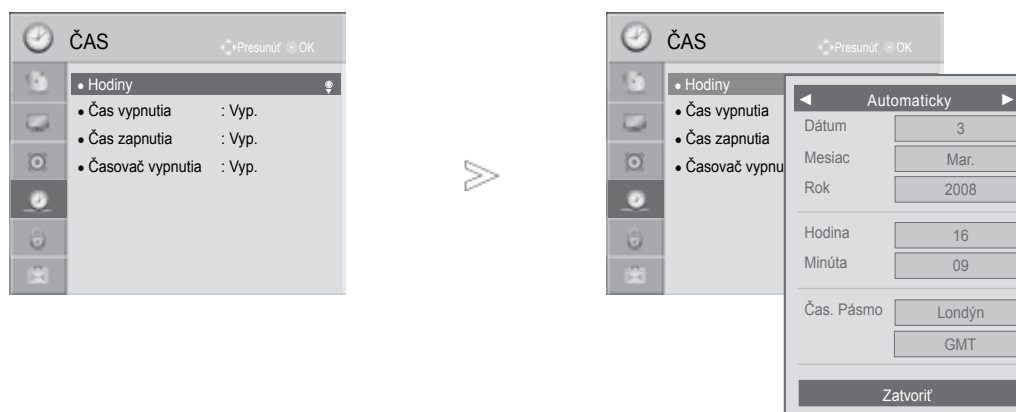 ČAS
Presunúť OK
• Hodiny
• Čas vypnutia : Vyp.
• Čas zapnutia : Vyp.
• Časovač vypnutia : Vyp.
ČAS
Presunúť OK
• Hodiny
• Čas vypnutia
• Čas zapnutia
• Časovač vypnu
◄ Automaticky ►
Dátum 3
Mesiac Mar.
Rok 2008
Hodina 16
Minúta 09
Čas. Pásmo Londýn
GMT
Zatvoriť